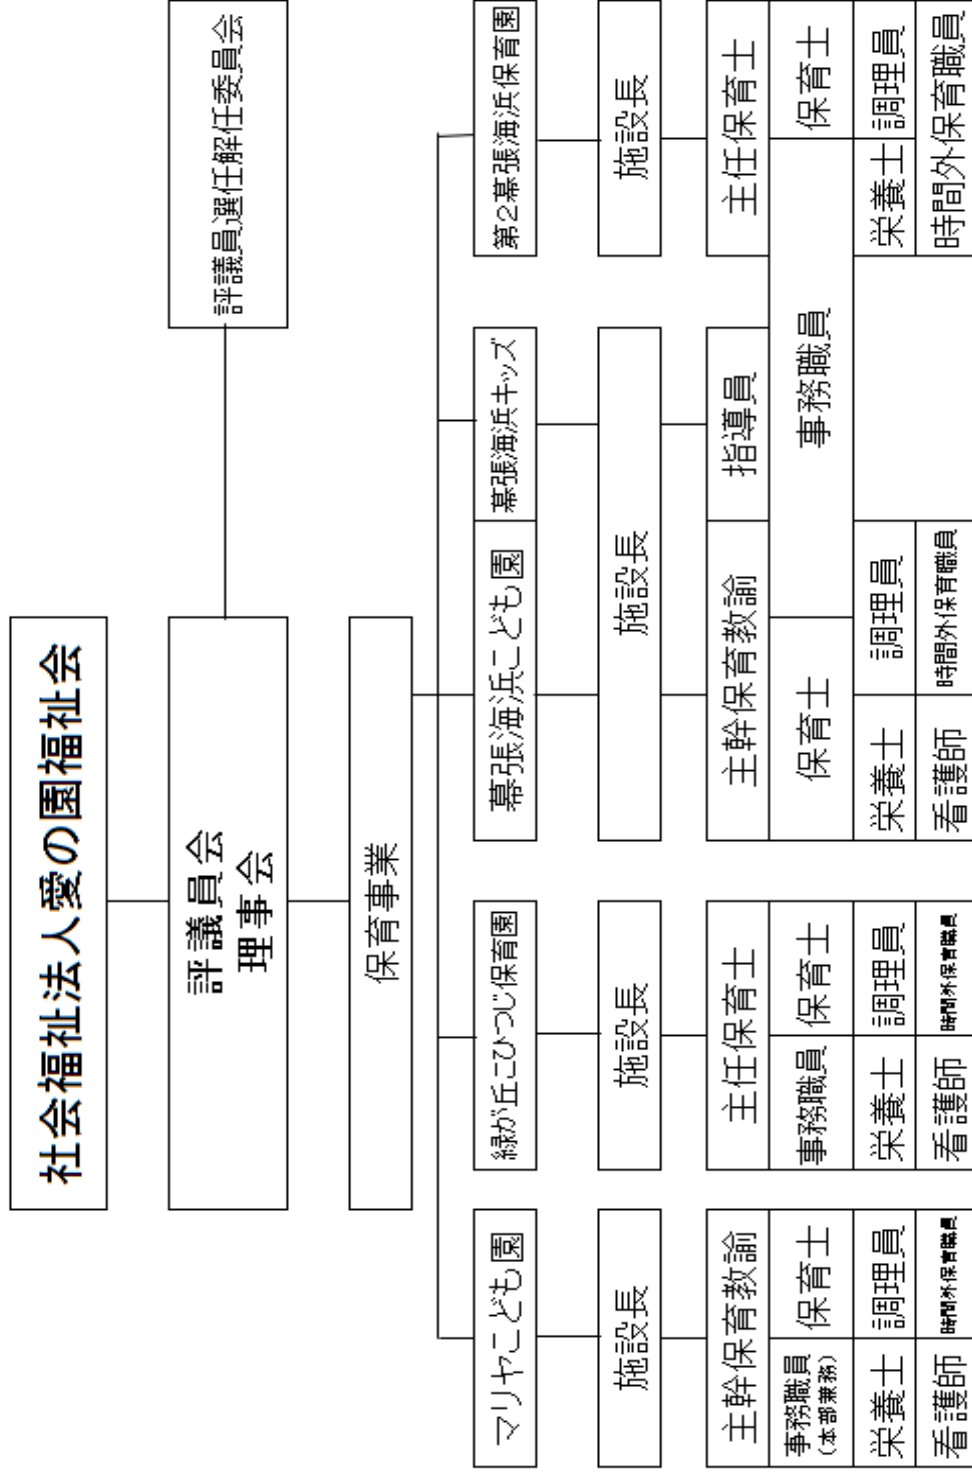 社会福祉法人愛の園福祉会
評議員会
理事会
評議員選任解任委員会
保育事業
マリヤこども園
緑が丘こひつじ保育園
幕張海浜こども園
幕張海浜キッズ
第2幕張海浜保育園
施設長
施設長
施設長
施設長
主幹保育教諭
主任保育士
主幹保育教諭
指導員
主任保育士
事務職員
(本部兼務)
保育士
事務職員
保育士
保育士
事務職員
保育士
栄養士
調理員
栄養士
調理員
栄養士
調理員
栄養士
調理員
看護師
時間外保育職員
看護師
時間外保育職員
看護師
時間外保育職員
時間外保育職員